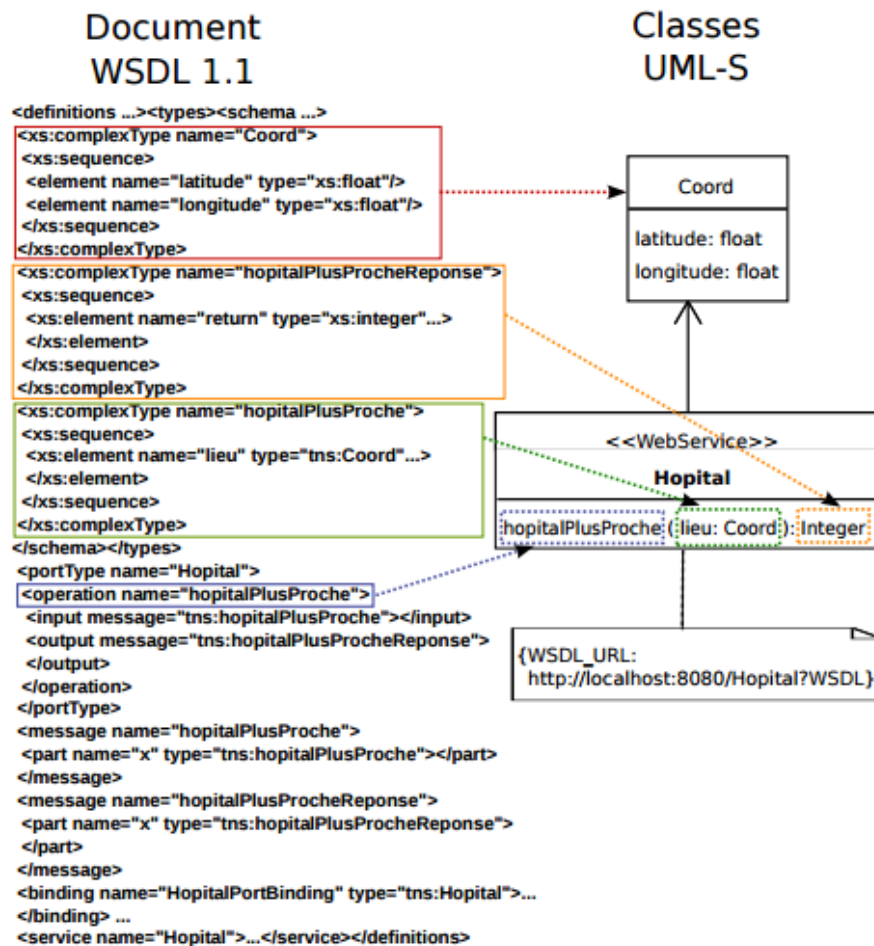 Document
WSDL 1.1
<definitions ...><types><schema ...>
<xs:complexType name="Coord">
<xs:sequence>
<element name="latitude" type="xs:float"/>
<element name="longitude" type="xs:float"/>
</xs:sequence>
</xs:complexType>
<xs:complexType name="hopitalPlusProcheReponse">
<xs:sequence>
<xs:element name="return" type="xs:integer"...>
</xs:element>
</xs:sequence>
</xs:complexType>
<xs:complexType name="hopitalPlusProche">
<xs:sequence>
<xs:element name="lieu" type="tns:Coord"...>
</xs:element>
</xs:sequence>
</xs:complexType>
</schema></types>
<portType name="Hopital">
<operation name="hopitalPlusProche">
<input message="tns:hopitalPlusProche"></input>
<output message="tns:hopitalPlusProcheReponse">
</output>
</operation>
</portType>
<message name="hopitalPlusProche">
<part name="x" type="tns:hopitalPlusProche"></part>
</message>
<message name="hopitalPlusProcheReponse">
<part name="x" type="tns:hopitalPlusProcheReponse">
</part>
</message>
<binding name="HopitalPortBinding" type="tns:Hopital">...
</binding> ...
<service name="Hopital">...</service></definitions>
Classes
UML-S
Coord
latitude: float
longitude: float
<<WebService>>
Hopital
hopitalPlusProche (lieu: Coord): Integer
{WSDL_URL:
http://localhost:8080/Hopital?WSDL}